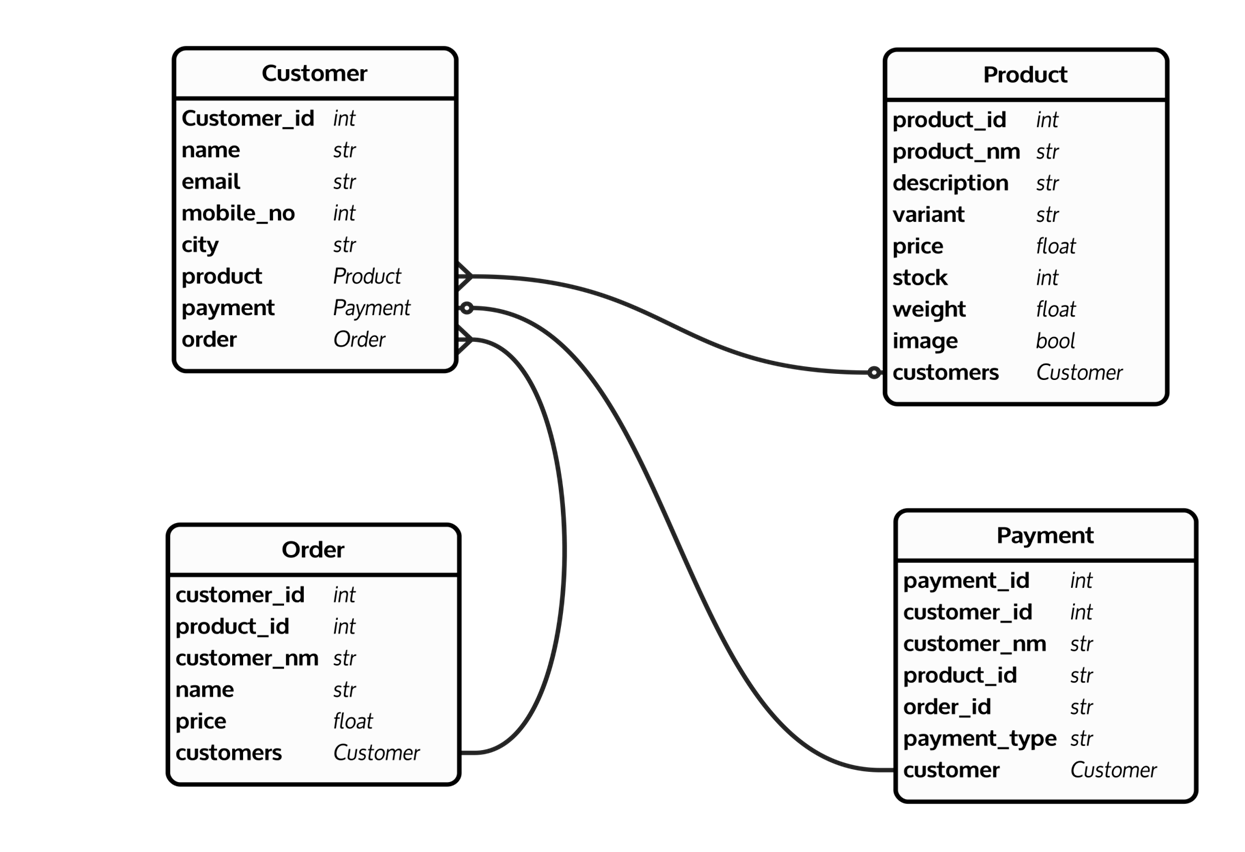 Customer
Customer_id int
name str
email str
mobile_no int
city str
product Product
payment Payment
order Order
Product
product_id int
product_nm str
description str
variant str
price float
stock int
weight float
image bool
customers Customer
Order
customer_id int
product_id int
customer_nm str
name str
price float
customers Customer
Payment
payment_id int
customer_id int
customer_nm str
product_id str
order_id str
payment_type str
customer Customer